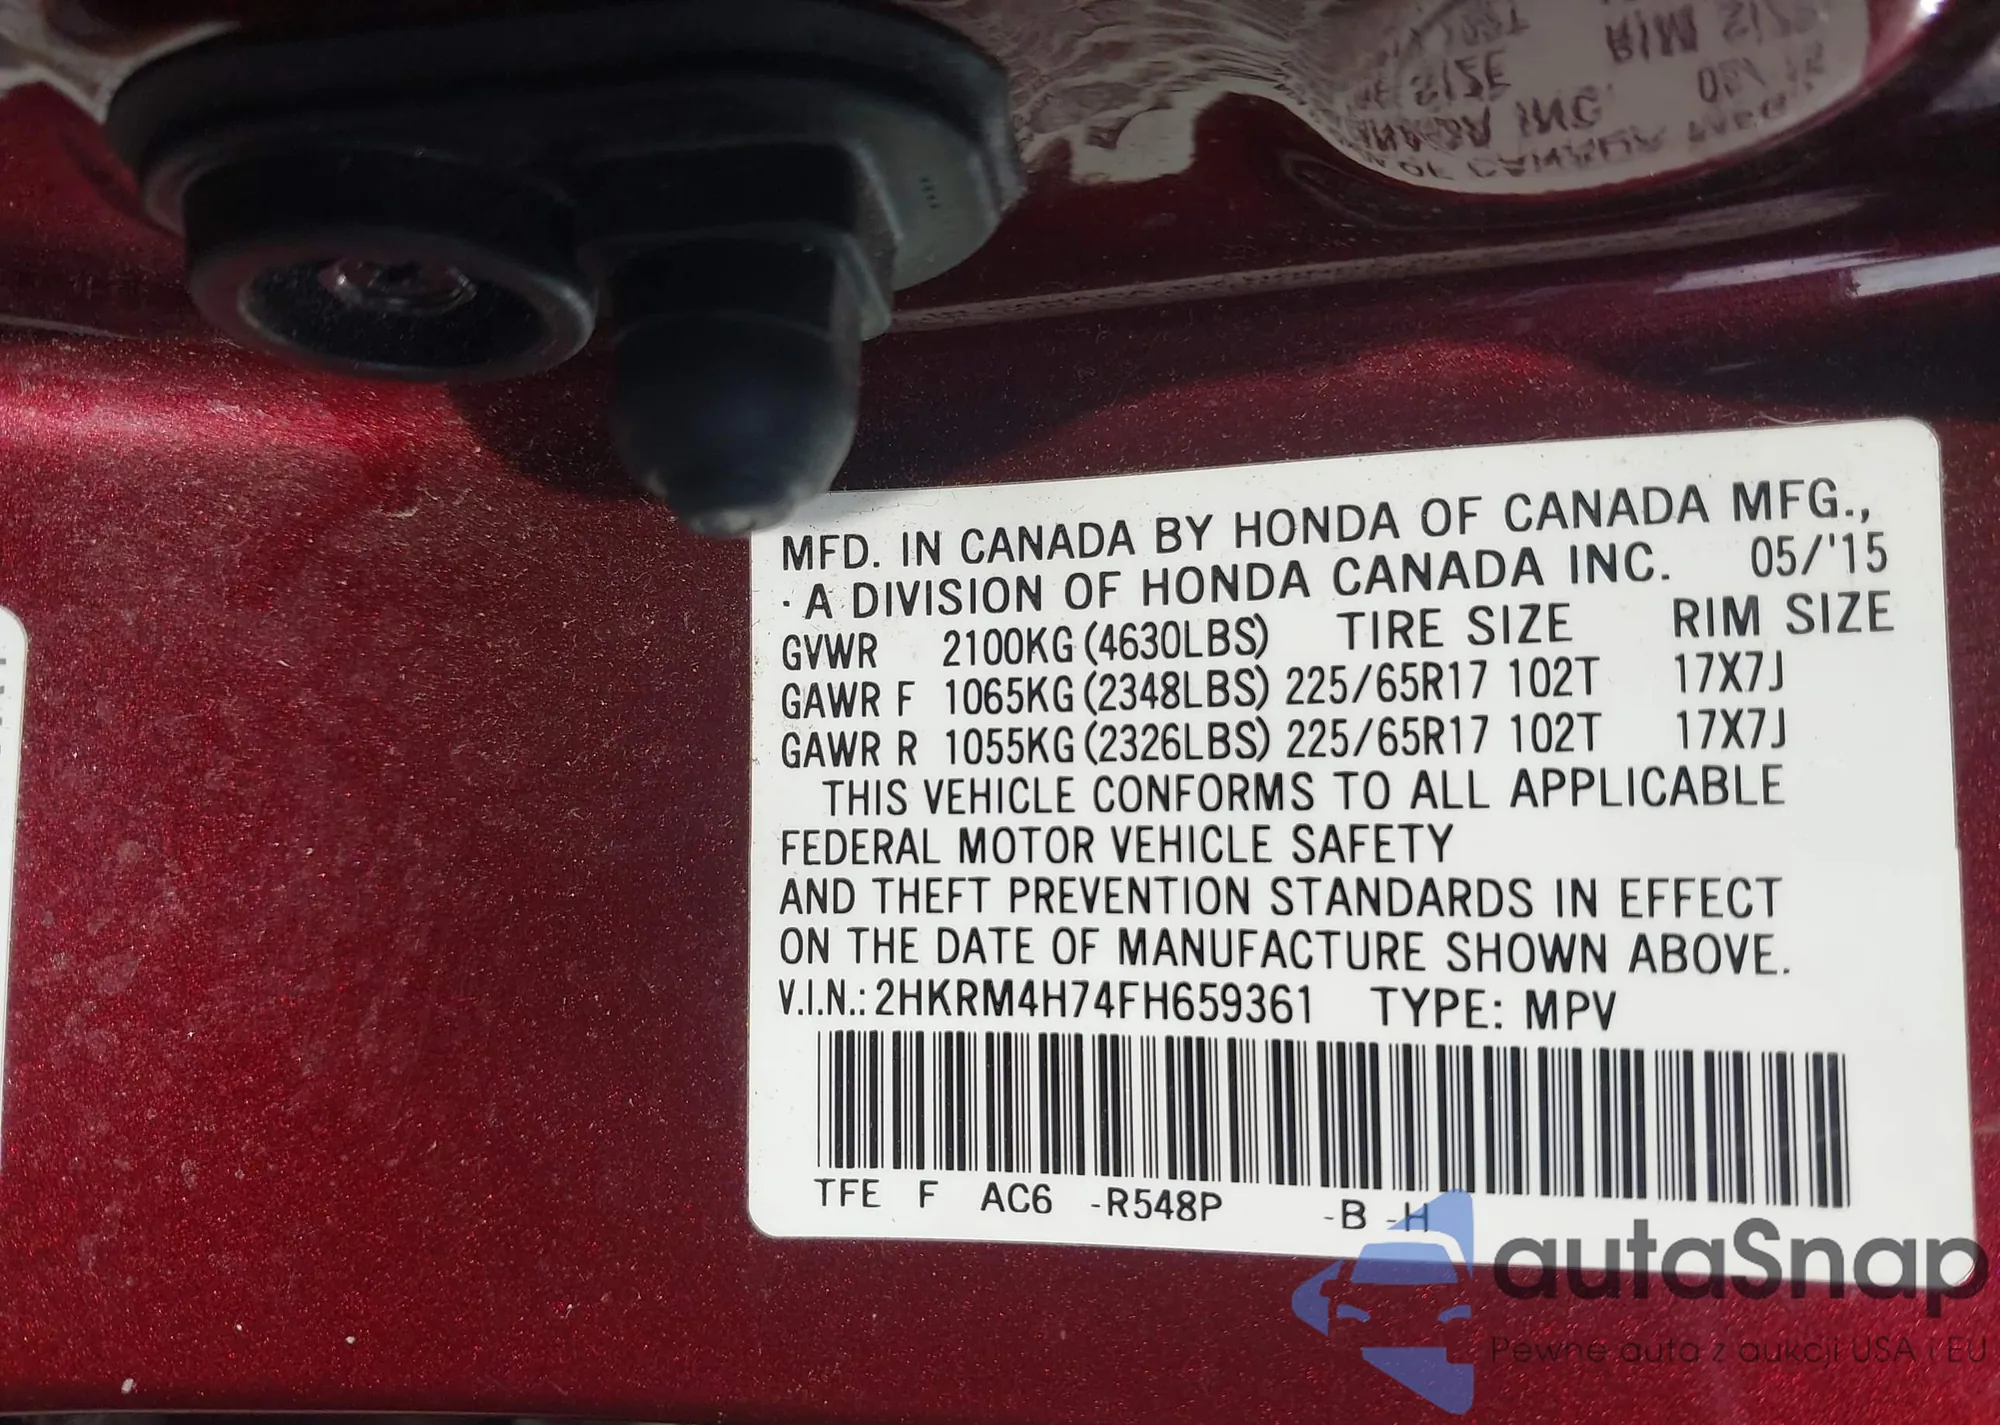 MFD. IN CANADA BY HONDA OF CANADA MFG.,
· A DIVISION OF HONDA CANADA INC. 05/'15
GVWR 2100KG (4630LBS) TIRE SIZE RIM SIZE
GAWR F 1065KG (2348LBS) 225/65R17 102T 17X7J
GAWR R 1055KG (2326LBS) 225/65R17 102T 17X7J
THIS VEHICLE CONFORMS TO ALL APPLICABLE
FEDERAL MOTOR VEHICLE SAFETY
AND THEFT PREVENTION STANDARDS IN EFFECT
ON THE DATE OF MANUFACTURE SHOWN ABOVE.
V.I.N.: 2HKRM4H74FH659361 TYPE: MPV
TFE F AC6 -R548P -B -H
autaSnap
Pewne auta z aukcji USA i EU